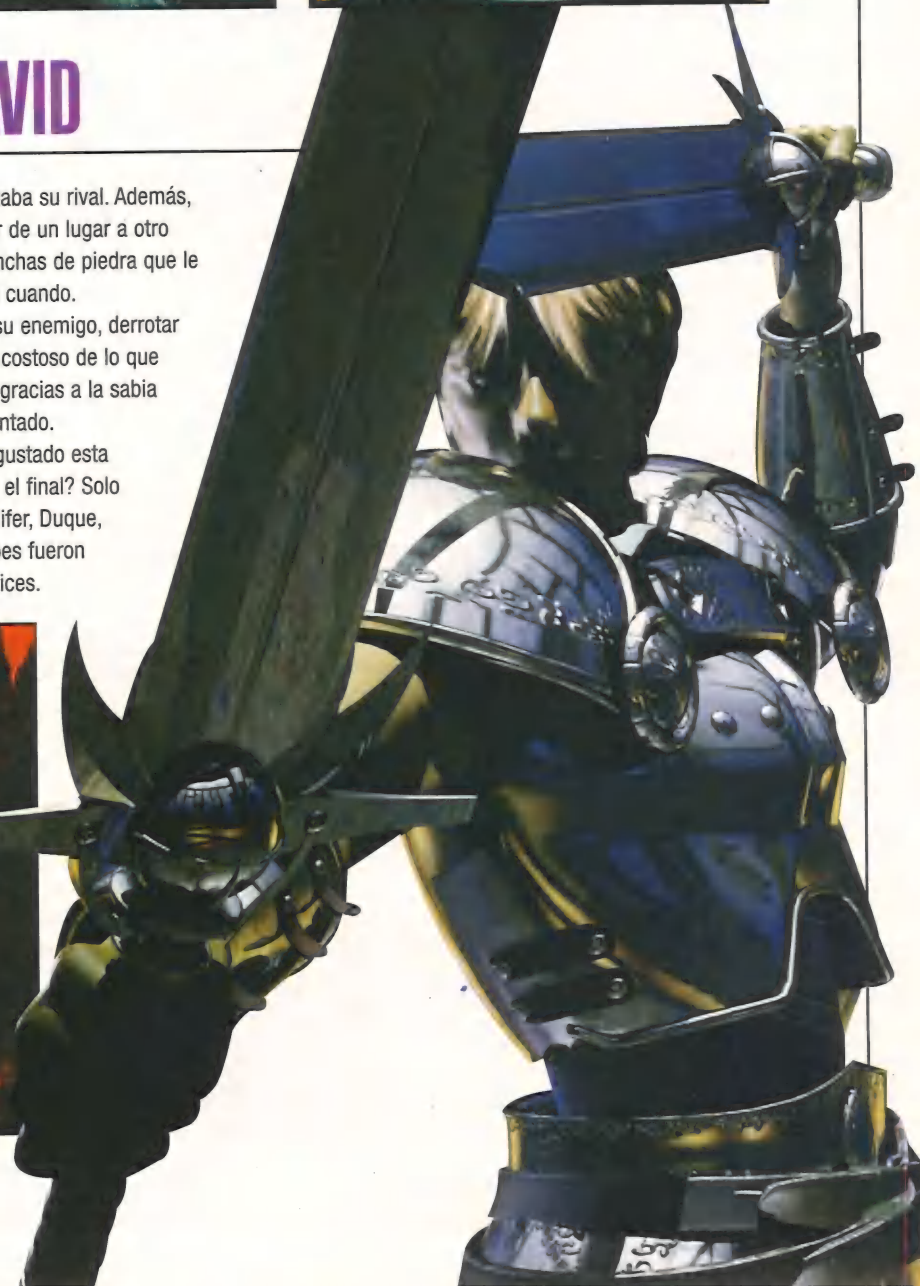 VID
aba su rival. Además,
r de un lugar a otro
nchas de piedra que le
cuando.
su enemigo, derrotar
costoso de lo que
gracias a la sabia
ntado.
gustado esta
el final? Solo
ifer, Duque,
es fueron
ices.